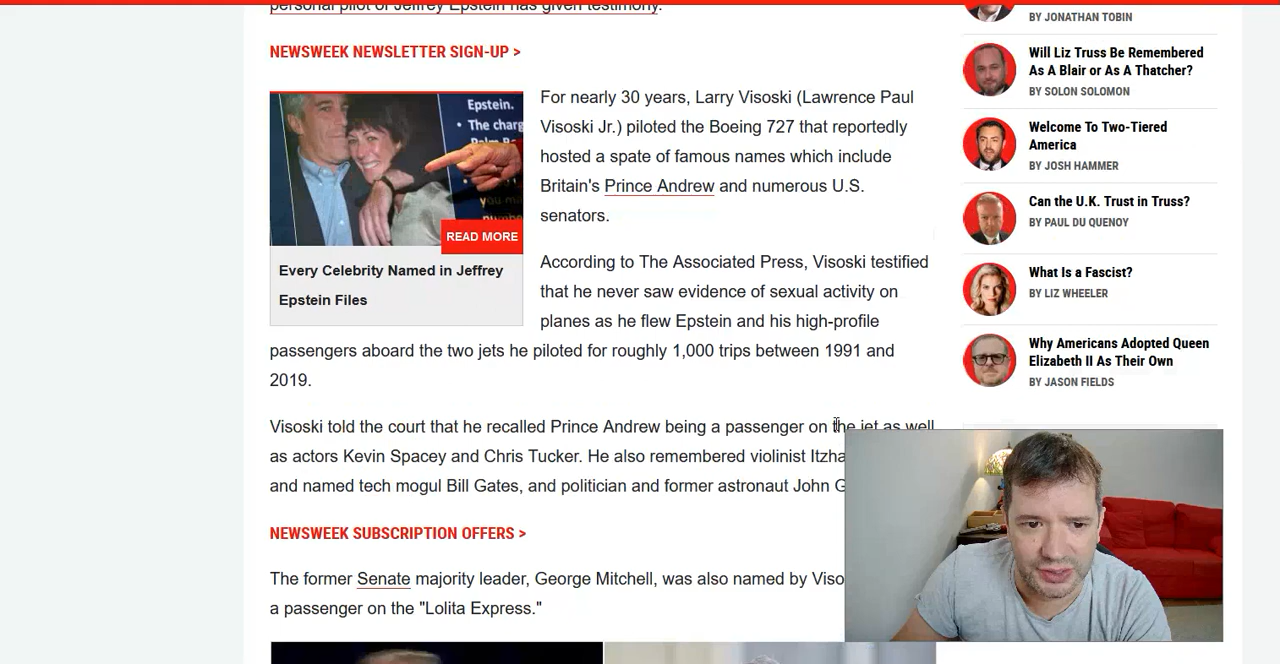 personal pilot of Jeffrey Epstein has given testimony.
NEWSWEEK NEWSLETTER SIGN-UP >
Epstein.
• The charg
READ MORE
Every Celebrity Named in Jeffrey
Epstein Files
For nearly 30 years, Larry Visoski (Lawrence Paul
Visoski Jr.) piloted the Boeing 727 that reportedly
hosted a spate of famous names which include
Britain's Prince Andrew and numerous U.S.
senators.
According to The Associated Press, Visoski testified
that he never saw evidence of sexual activity on
planes as he flew Epstein and his high-profile
passengers aboard the two jets he piloted for roughly 1,000 trips between 1991 and
2019.
Visoski told the court that he recalled Prince Andrew being a passenger on the jet as well
as actors Kevin Spacey and Chris Tucker. He also remembered violinist Itzha
and named tech mogul Bill Gates, and politician and former astronaut John G
NEWSWEEK SUBSCRIPTION OFFERS >
The former Senate majority leader, George Mitchell, was also named by Viso
a passenger on the "Lolita Express."
BY JONATHAN TOBIN
Will Liz Truss Be Remembered
As A Blair or As A Thatcher?
BY SOLON SOLOMON
Welcome To Two-Tiered
America
BY JOSH HAMMER
Can the U.K. Trust in Truss?
BY PAUL DU QUENOY
What Is a Fascist?
BY LIZ WHEELER
Why Americans Adopted Queen
Elizabeth II As Their Own
BY JASON FIELDS